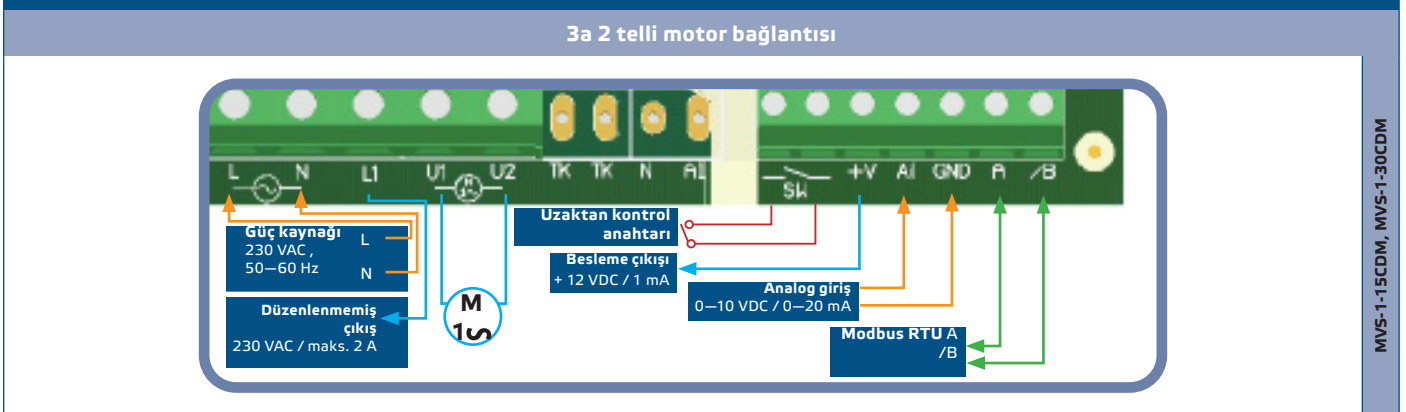 3a 2 telli motor bağlantısı
L N L1 U1 U2 TK TK N AL SW +V Ai GND A /B
Güç kaynağı
230 VAC ,
50—60 Hz
L
N
Düzenlenmemiş
çıkış
230 VAC / maks. 2 A
M
1
Uzaktan kontrol
anahtarı
Besleme çıkışı
+ 12 VDC / 1 mA
Analog giriş
0—10 VDC / 0—20 mA
Modbus RTU A
/B
MVS-1-15CDM, MVS-1-30CDM